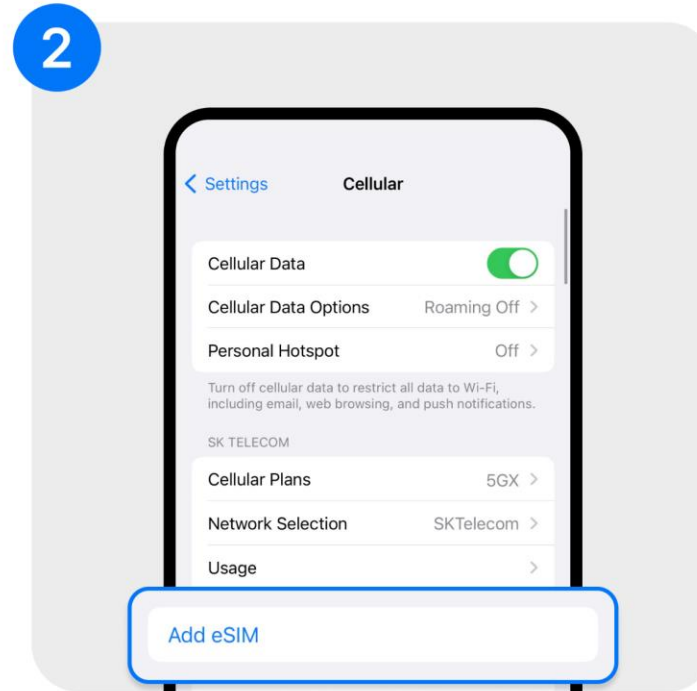 2
Settings
Cellular
Cellular Data
Cellular Data Options Roaming Off
Personal Hotspot Off
Turn off cellular data to restrict all data to Wi-Fi,
including email, web browsing, and push notifications.
SK TELECOM
Cellular Plans 5GX
Network Selection SKTelecom
Usage
Add eSIM